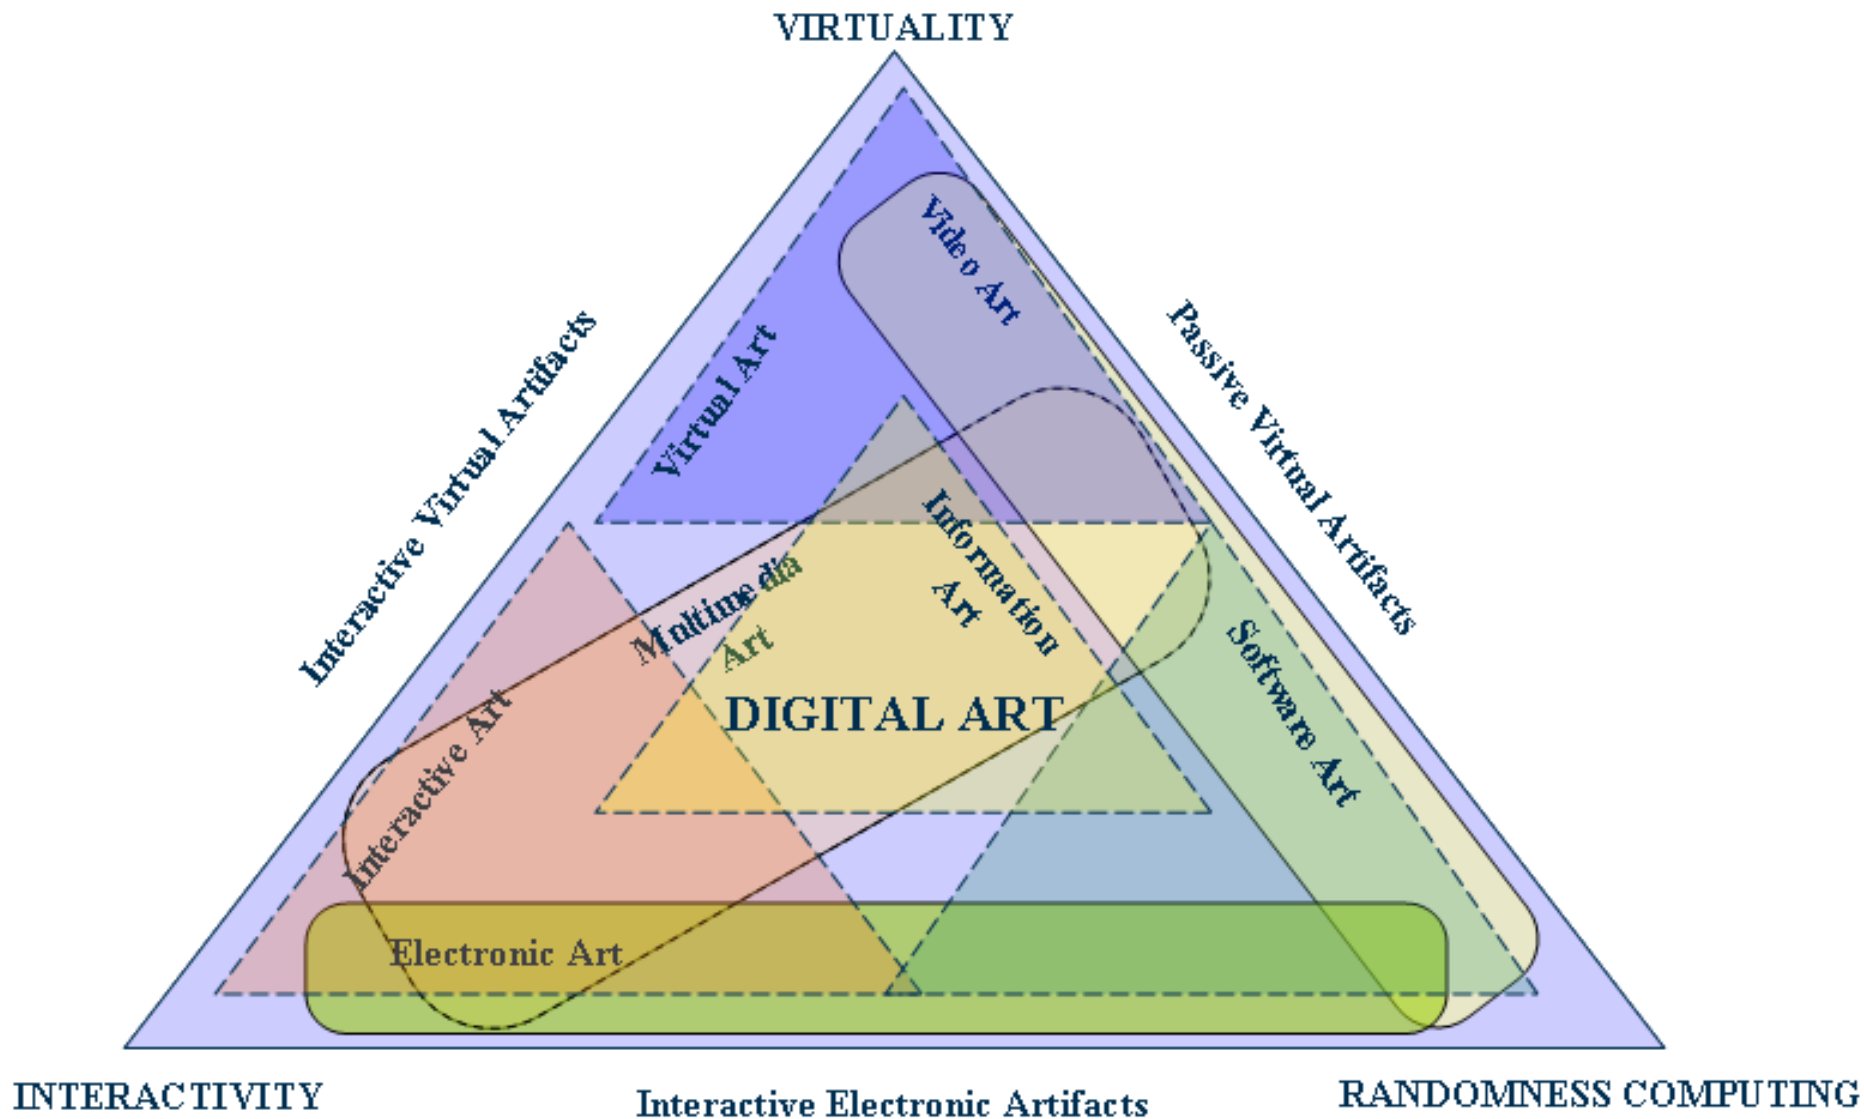 VIRTUALITY
Video Art
Virtual Art
Interactive Virtual Artifacts
Passive Virtual Artifacts
Information
Art
Multimedia
Art
Software Art
DIGITAL ART
Interactive Art
Electronic Art
INTERACTIVITY
Interactive Electronic Artifacts
RANDOMNESS COMPUTING